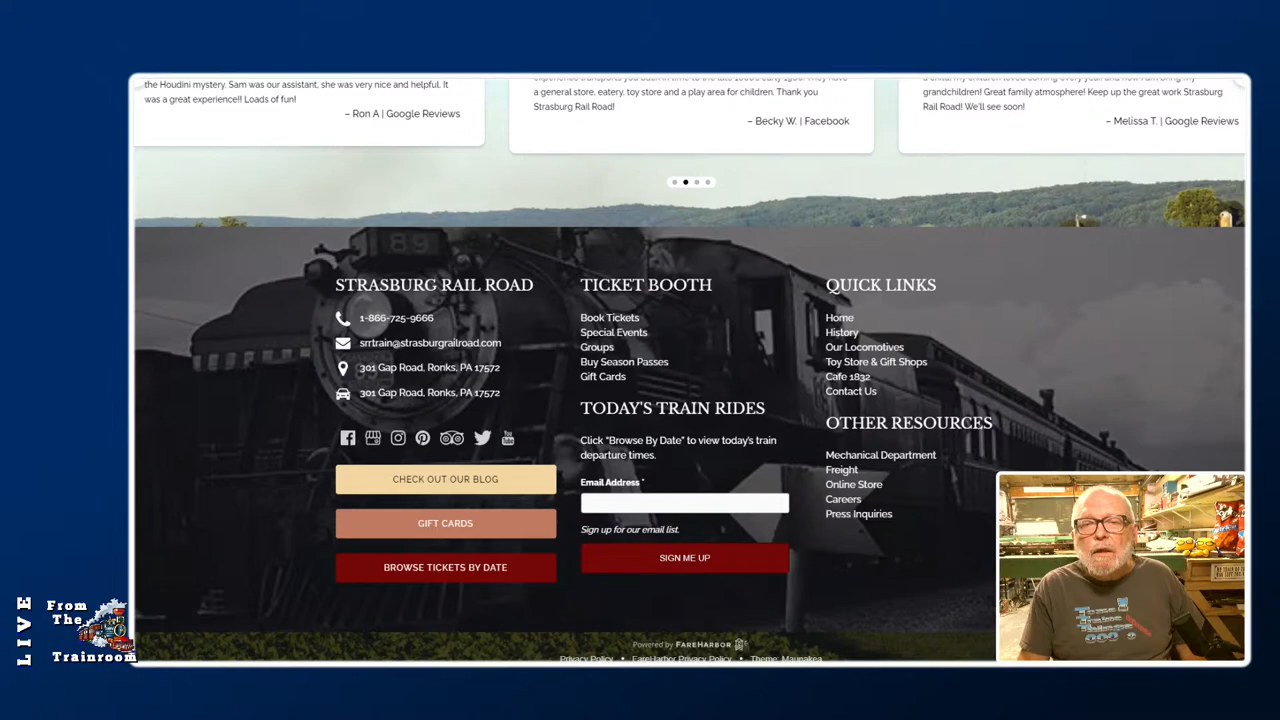 the Houdini mystery. Sam was our assistant, she was very nice and helpful. It
was a great experience!! Loads of fun!
– Ron A | Google Reviews
a general store, eatery, toy store and a play area for children. Thank you
Strasburg Rail Road!
– Becky W. | Facebook
grandchildren! Great family atmosphere! Keep up the great work Strasburg
Rail Road! We'll see soon!
– Melissa T. | Google Reviews
89
STRASBURG RAIL ROAD
1-866-725-9666
srrtrain@strasburgrailroad.com
301 Gap Road, Ronks, PA 17572
301 Gap Road, Ronks, PA 17572
CHECK OUT OUR BLOG
GIFT CARDS
BROWSE TICKETS BY DATE
TICKET BOOTH
Book Tickets
Special Events
Groups
Buy Season Passes
Gift Cards
TODAY'S TRAIN RIDES
Click "Browse By Date" to view today's train
departure times.
Email Address *
Sign up for our email list.
SIGN ME UP
QUICK LINKS
Home
History
Our Locomotives
Toy Store & Gift Shops
Cafe 1832
Contact Us
OTHER RESOURCES
Mechanical Department
Freight
Online Store
Careers
Press Inquiries
Powered by FAREHARBOR
Privacy Policy • FareHarbor Privacy Policy • Theme: Maunakea
LIVE
From
The
Trainroom